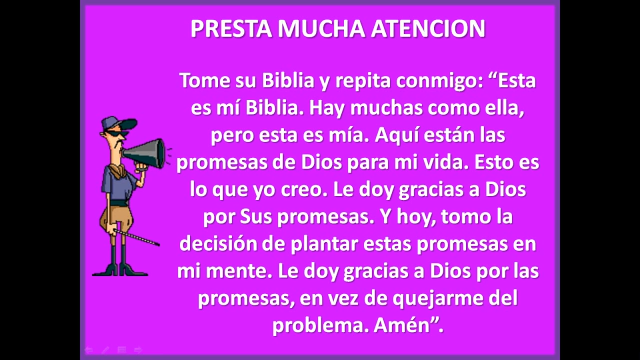 PRESTA MUCHA ATENCION
Tome su Biblia y repita conmigo: “Esta
es mí Biblia. Hay muchas como ella,
pero esta es mía. Aquí están las
promesas de Dios para mi vida. Esto es
lo que yo creo. Le doy gracias a Dios
por Sus promesas. Y hoy, tomo la
decisión de plantar estas promesas en
mi mente. Le doy gracias a Dios por las
promesas, en vez de quejarme del
problema. Amén”.